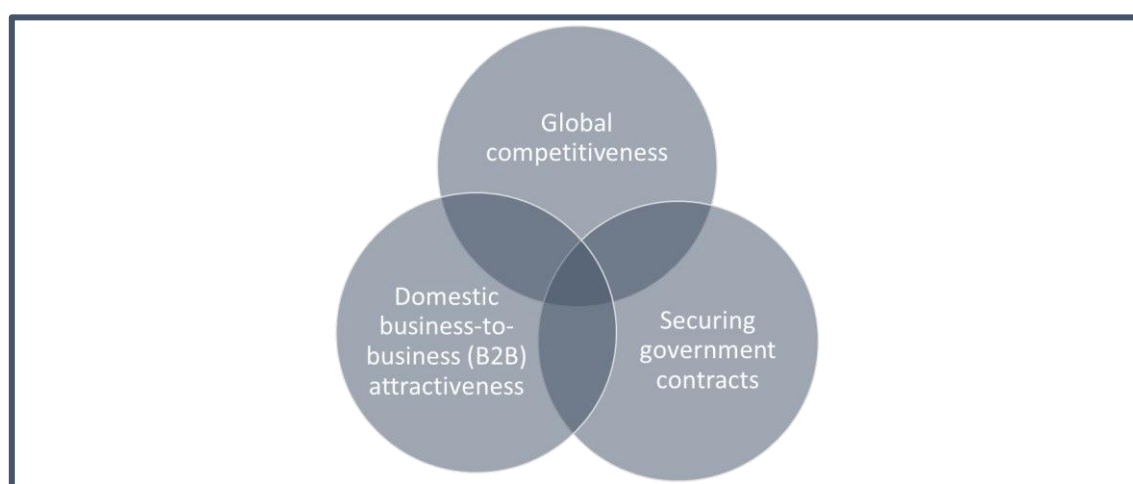 Global
competitiveness
Domestic
business-to-
business (B2B)
attractiveness
Securing
government
contracts